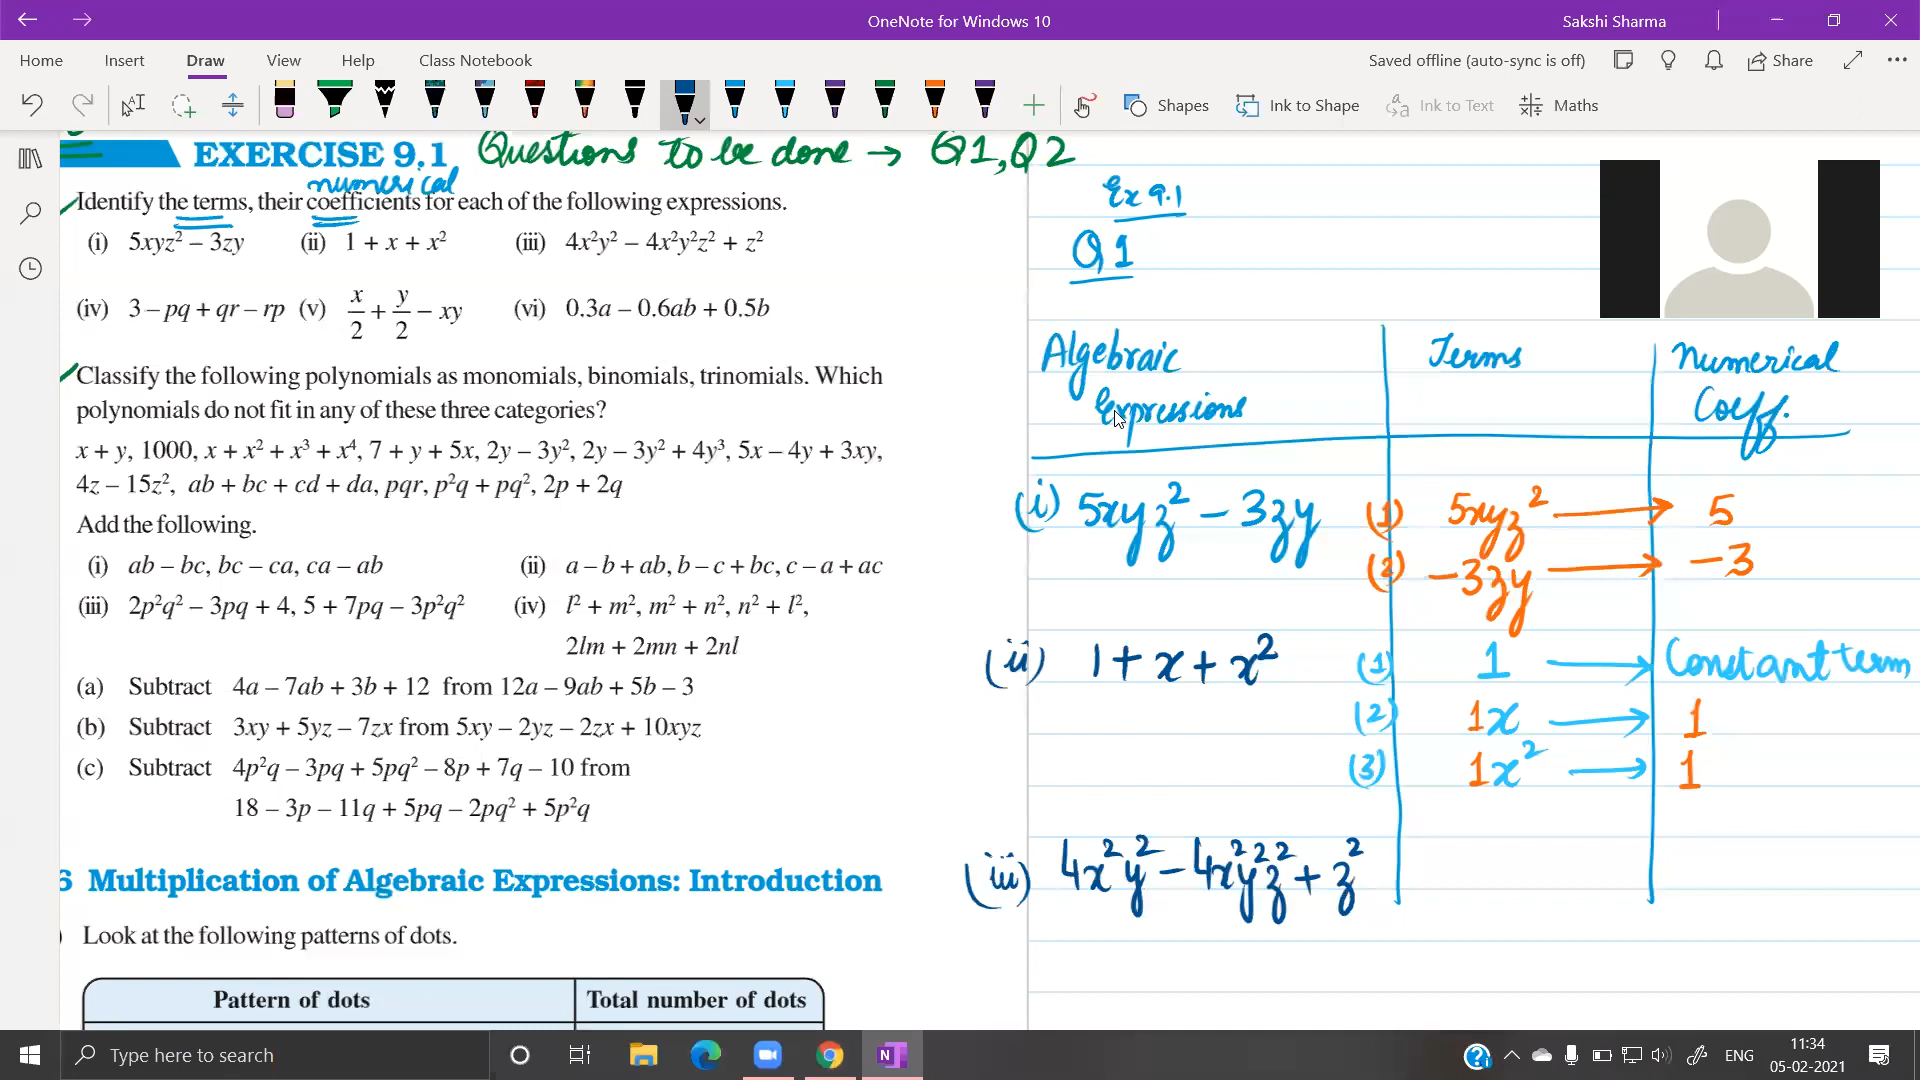 OneNote for Windows 10
Sakshi Sharma
Home Insert Draw View Help Class Notebook
Saved offline (auto-sync is off) Share
Shapes Ink to Shape Ink to Text Maths
EXERCISE 9.1 Questions to be done → Q1, Q2
numerical
Identify the terms, their coefficients for each of the following expressions.
(i) 5xyz² – 3zy (ii) 1 + x + x² (iii) 4x²y² – 4x²y²z² + z²
(iv) 3 – pq + qr – rp (v) x/2 + y/2 – xy (vi) 0.3a – 0.6ab + 0.5b
Classify the following polynomials as monomials, binomials, trinomials. Which
polynomials do not fit in any of these three categories?
x + y, 1000, x + x² + x³ + x⁴, 7 + y + 5x, 2y – 3y², 2y – 3y² + 4y³, 5x – 4y + 3xy,
4z – 15z², ab + bc + cd + da, pqr, p²q + pq², 2p + 2q
Add the following.
(i) ab – bc, bc – ca, ca – ab (ii) a – b + ab, b – c + bc, c – a + ac
(iii) 2p²q² – 3pq + 4, 5 + 7pq – 3p²q² (iv) l² + m², m² + n², n² + l²,
2lm + 2mn + 2nl
(a) Subtract 4a – 7ab + 3b + 12 from 12a – 9ab + 5b – 3
(b) Subtract 3xy + 5yz – 7zx from 5xy – 2yz – 2zx + 10xyz
(c) Subtract 4p²q – 3pq + 5pq² – 8p + 7q – 10 from
18 – 3p – 11q + 5pq – 2pq² + 5p²q
6 Multiplication of Algebraic Expressions: Introduction
) Look at the following patterns of dots.
Pattern of dots Total number of dots
Ex 9.1
Q1
Algebraic Terms Numerical
Expressions Coeff.
(i) 5xyz² – 3zy (1) 5xyz² → 5
(2) –3zy → –3
(ii) 1 + x + x² (1) 1 → Constant term
(2) 1x → 1
(3) 1x² → 1
(iii) 4x²y² – 4x²y²z² + z²
Type here to search
ENG
11:34
05-02-2021